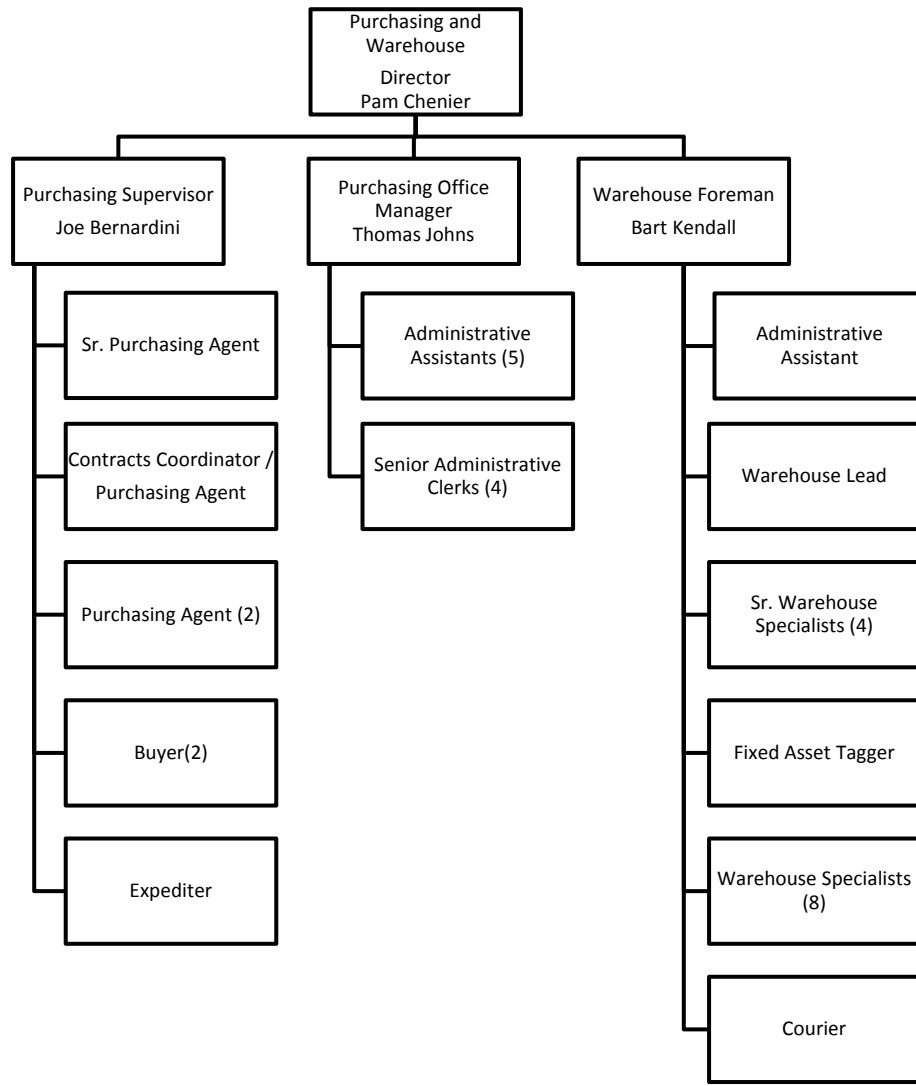 Purchasing and
Warehouse
Director
Pam Chenier
Purchasing Supervisor
Joe Bernardini
Purchasing Office
Manager
Thomas Johns
Warehouse Foreman
Bart Kendall
Sr. Purchasing Agent
Contracts Coordinator /
Purchasing Agent
Purchasing Agent (2)
Buyer(2)
Expediter
Administrative
Assistants (5)
Senior Administrative
Clerks (4)
Administrative
Assistant
Warehouse Lead
Sr. Warehouse
Specialists (4)
Fixed Asset Tagger
Warehouse Specialists
(8)
Courier